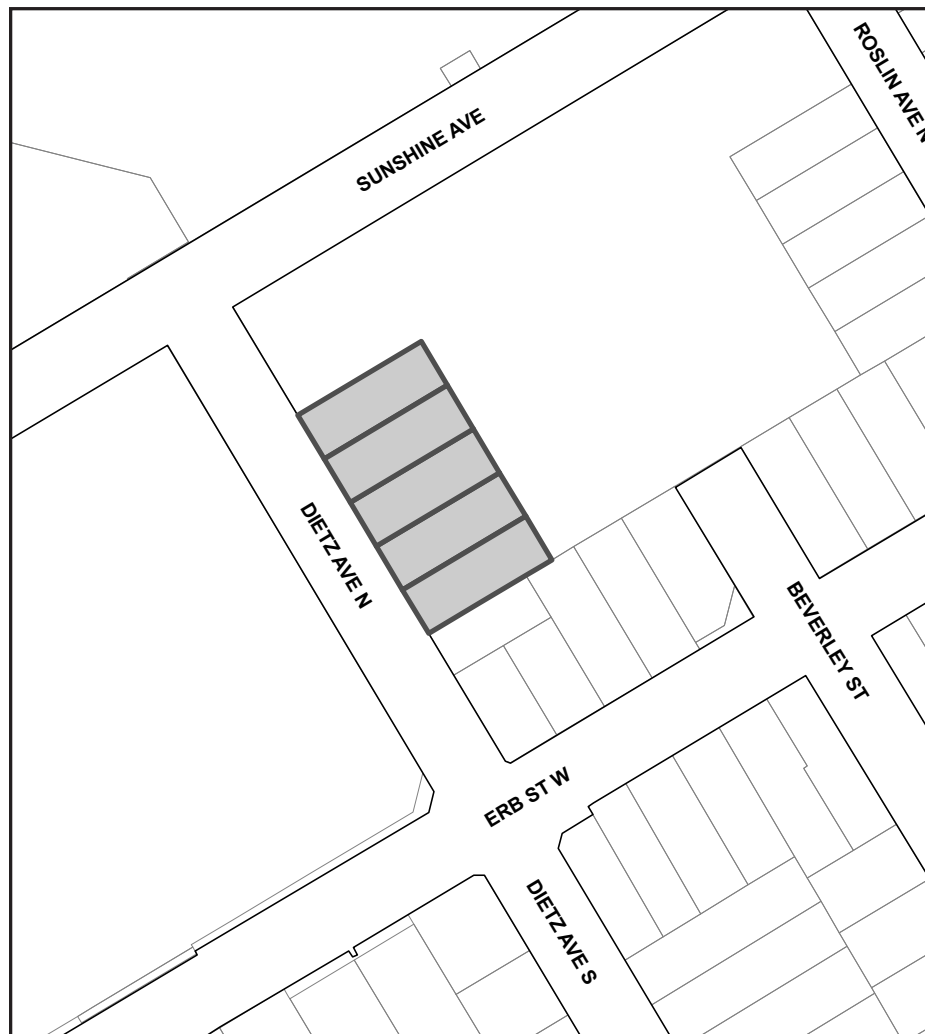 ROSLIN AVE N
SUNSHINE AVE
DIETZ AVE N
BEVERLEY ST
ERB ST W
DIETZ AVE S